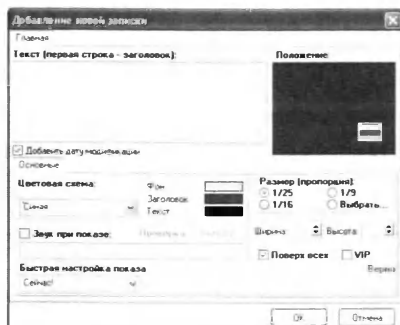 Добавление новой записки
Главная
Текст (первая строка - заголовок):
Положение:
Добавить дату модификации
Основные
Цветовая схема:
Фон
Заголовок
Текст
Синяя
Размер (пропорция):
1/25
1/9
1/16
Выбрать...
Звук при показе:
Ширина:
Высота:
Поверх всех
VIP
Быстрая настройка показа
Сейчас!
OK
Отмена